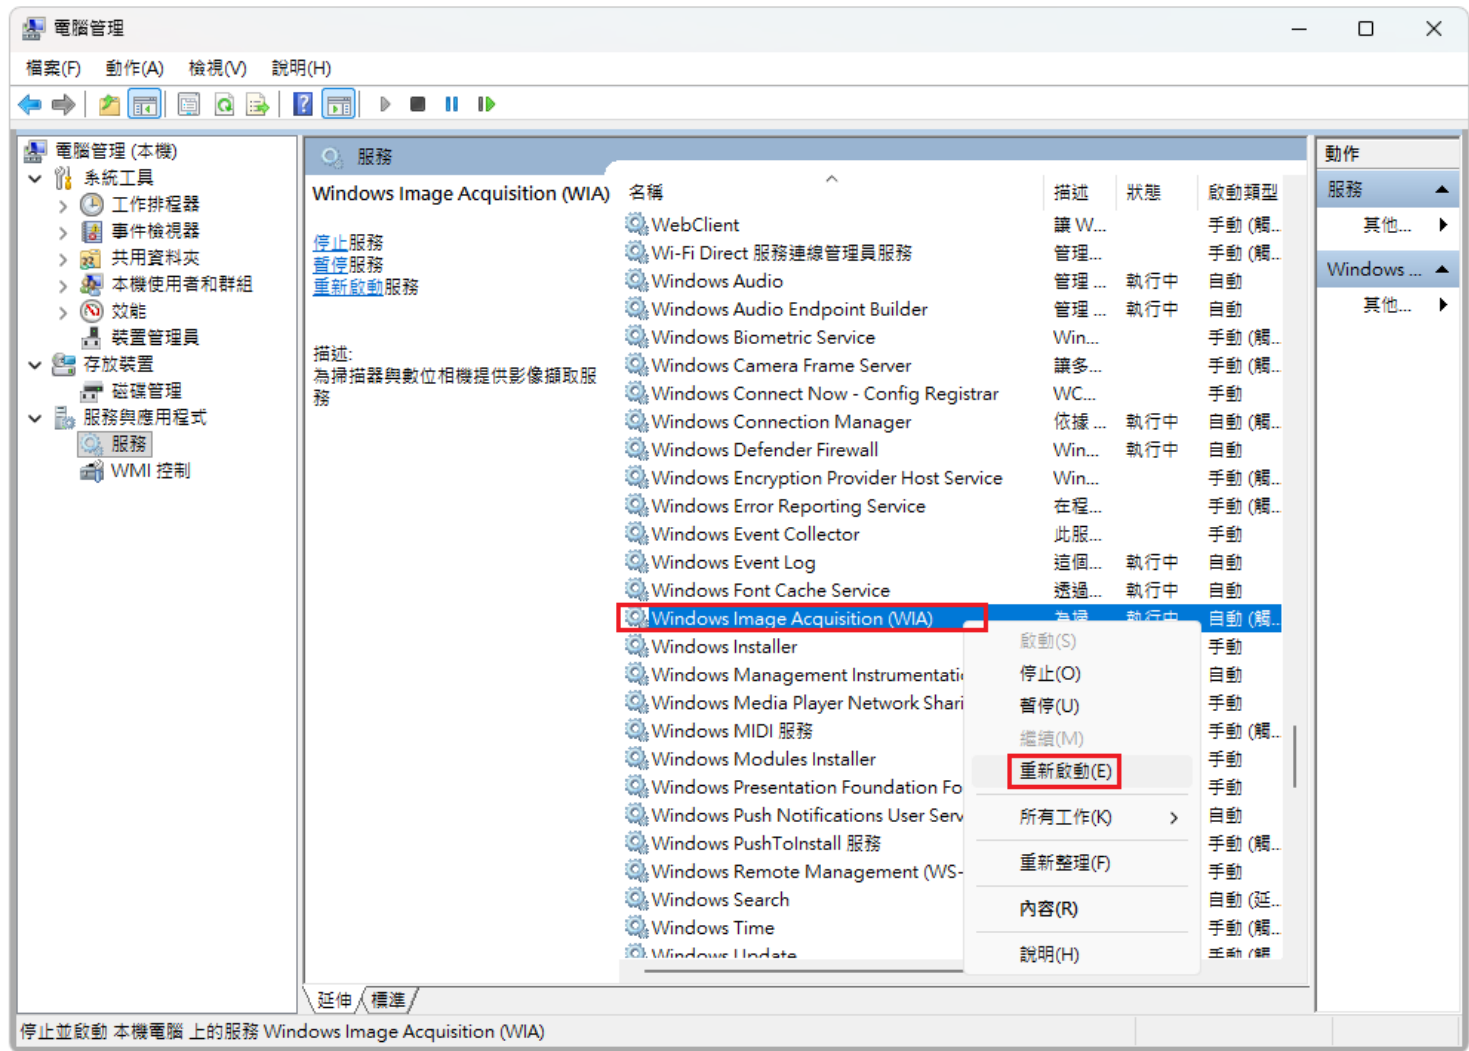 電腦管理
檔案(F) 動作(A) 檢視(V) 說明(H)
電腦管理 (本機)
系統工具
工作排程器
事件檢視器
共用資料夾
本機使用者和群組
效能
裝置管理員
存放裝置
磁碟管理
服務與應用程式
服務
WMI 控制
服務
Windows Image Acquisition (WIA)
停止服務
暫停服務
重新啟動服務
描述:
為掃描器與數位相機提供影像擷取服
務
名稱 描述 狀態 啟動類型
WebClient 讓 W... 手動 (觸...
Wi-Fi Direct 服務連線管理員服務 管理... 手動 (觸...
Windows Audio 管理 ... 執行中 自動
Windows Audio Endpoint Builder 管理 ... 執行中 自動
Windows Biometric Service Win... 手動 (觸...
Windows Camera Frame Server 讓多... 手動 (觸...
Windows Connect Now - Config Registrar WC... 手動
Windows Connection Manager 依據 ... 執行中 自動 (觸...
Windows Defender Firewall Win... 執行中 自動
Windows Encryption Provider Host Service Win... 手動 (觸...
Windows Error Reporting Service 在程... 手動 (觸...
Windows Event Collector 此服... 手動
Windows Event Log 這個... 執行中 自動
Windows Font Cache Service 透過... 執行中 自動
Windows Image Acquisition (WIA) 為掃 執行中 自動 (觸...
Windows Installer 手動
Windows Management Instrumentati 自動
Windows Media Player Network Shari 手動
Windows MIDI 服務 手動 (觸...
Windows Modules Installer 手動
Windows Presentation Foundation Fo 手動
Windows Push Notifications User Serv 自動
Windows PushToInstall 服務 手動 (觸...
Windows Remote Management (WS- 手動
Windows Search 自動 (延...
Windows Time 手動 (觸...
Windows Update 手動 (觸
啟動(S)
停止(O)
暫停(U)
繼續(M)
重新啟動(E)
所有工作(K)
重新整理(F)
內容(R)
說明(H)
延伸 標準
動作
服務
其他...
Windows ...
其他...
停止並啟動 本機電腦 上的服務 Windows Image Acquisition (WIA)